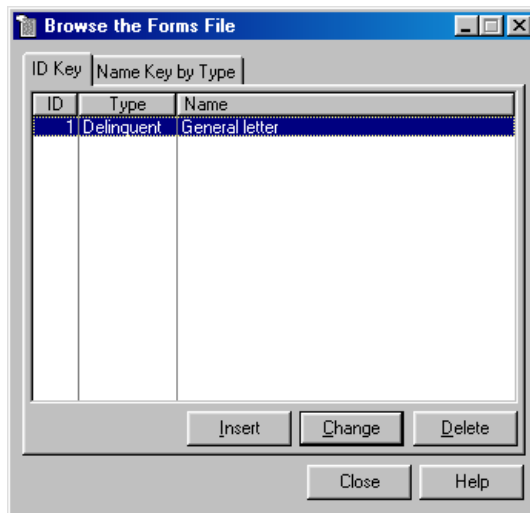 Browse the Forms File
ID Key Name Key by Type
ID Type Name
1 Delinquent General letter
Insert Change Delete
Close Help